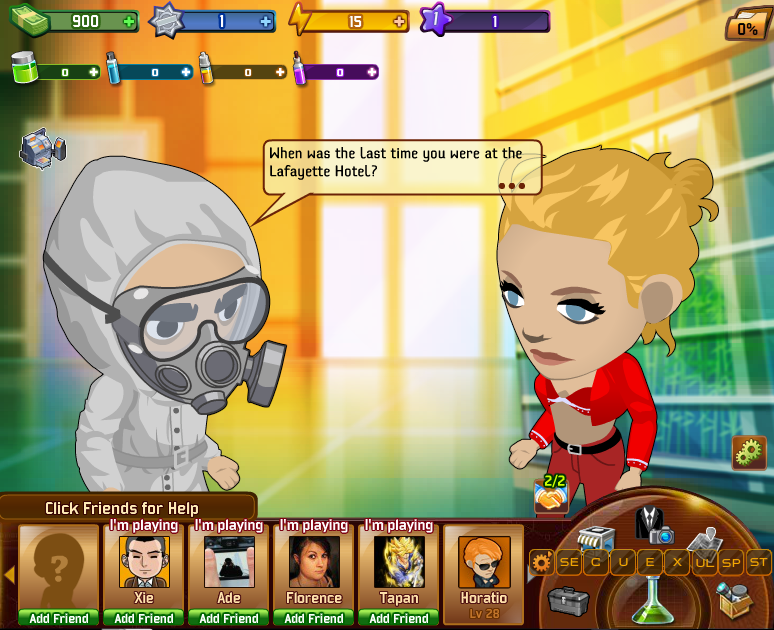 900 +
1 +
15 +
1
1
0%
0 +
0 +
0 +
0 +
When was the last time you were at the
Lafayette Hotel?
2/2
Click Friends for Help
I'm playing
I'm playing
I'm playing
I'm playing
?
Xie
Ade
Florence
Tapan
Horatio
Lv 28
Add Friend
Add Friend
Add Friend
Add Friend
Add Friend
SE
C
U
E
X
UL
SP
ST